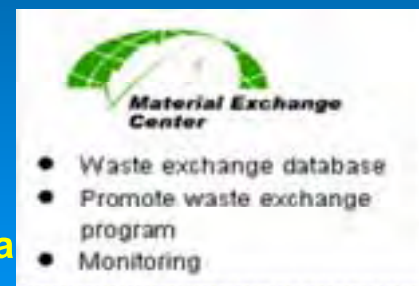 Material Exchange
Center
● Waste exchange database
● Promote waste exchange
program
a
● Monitoring